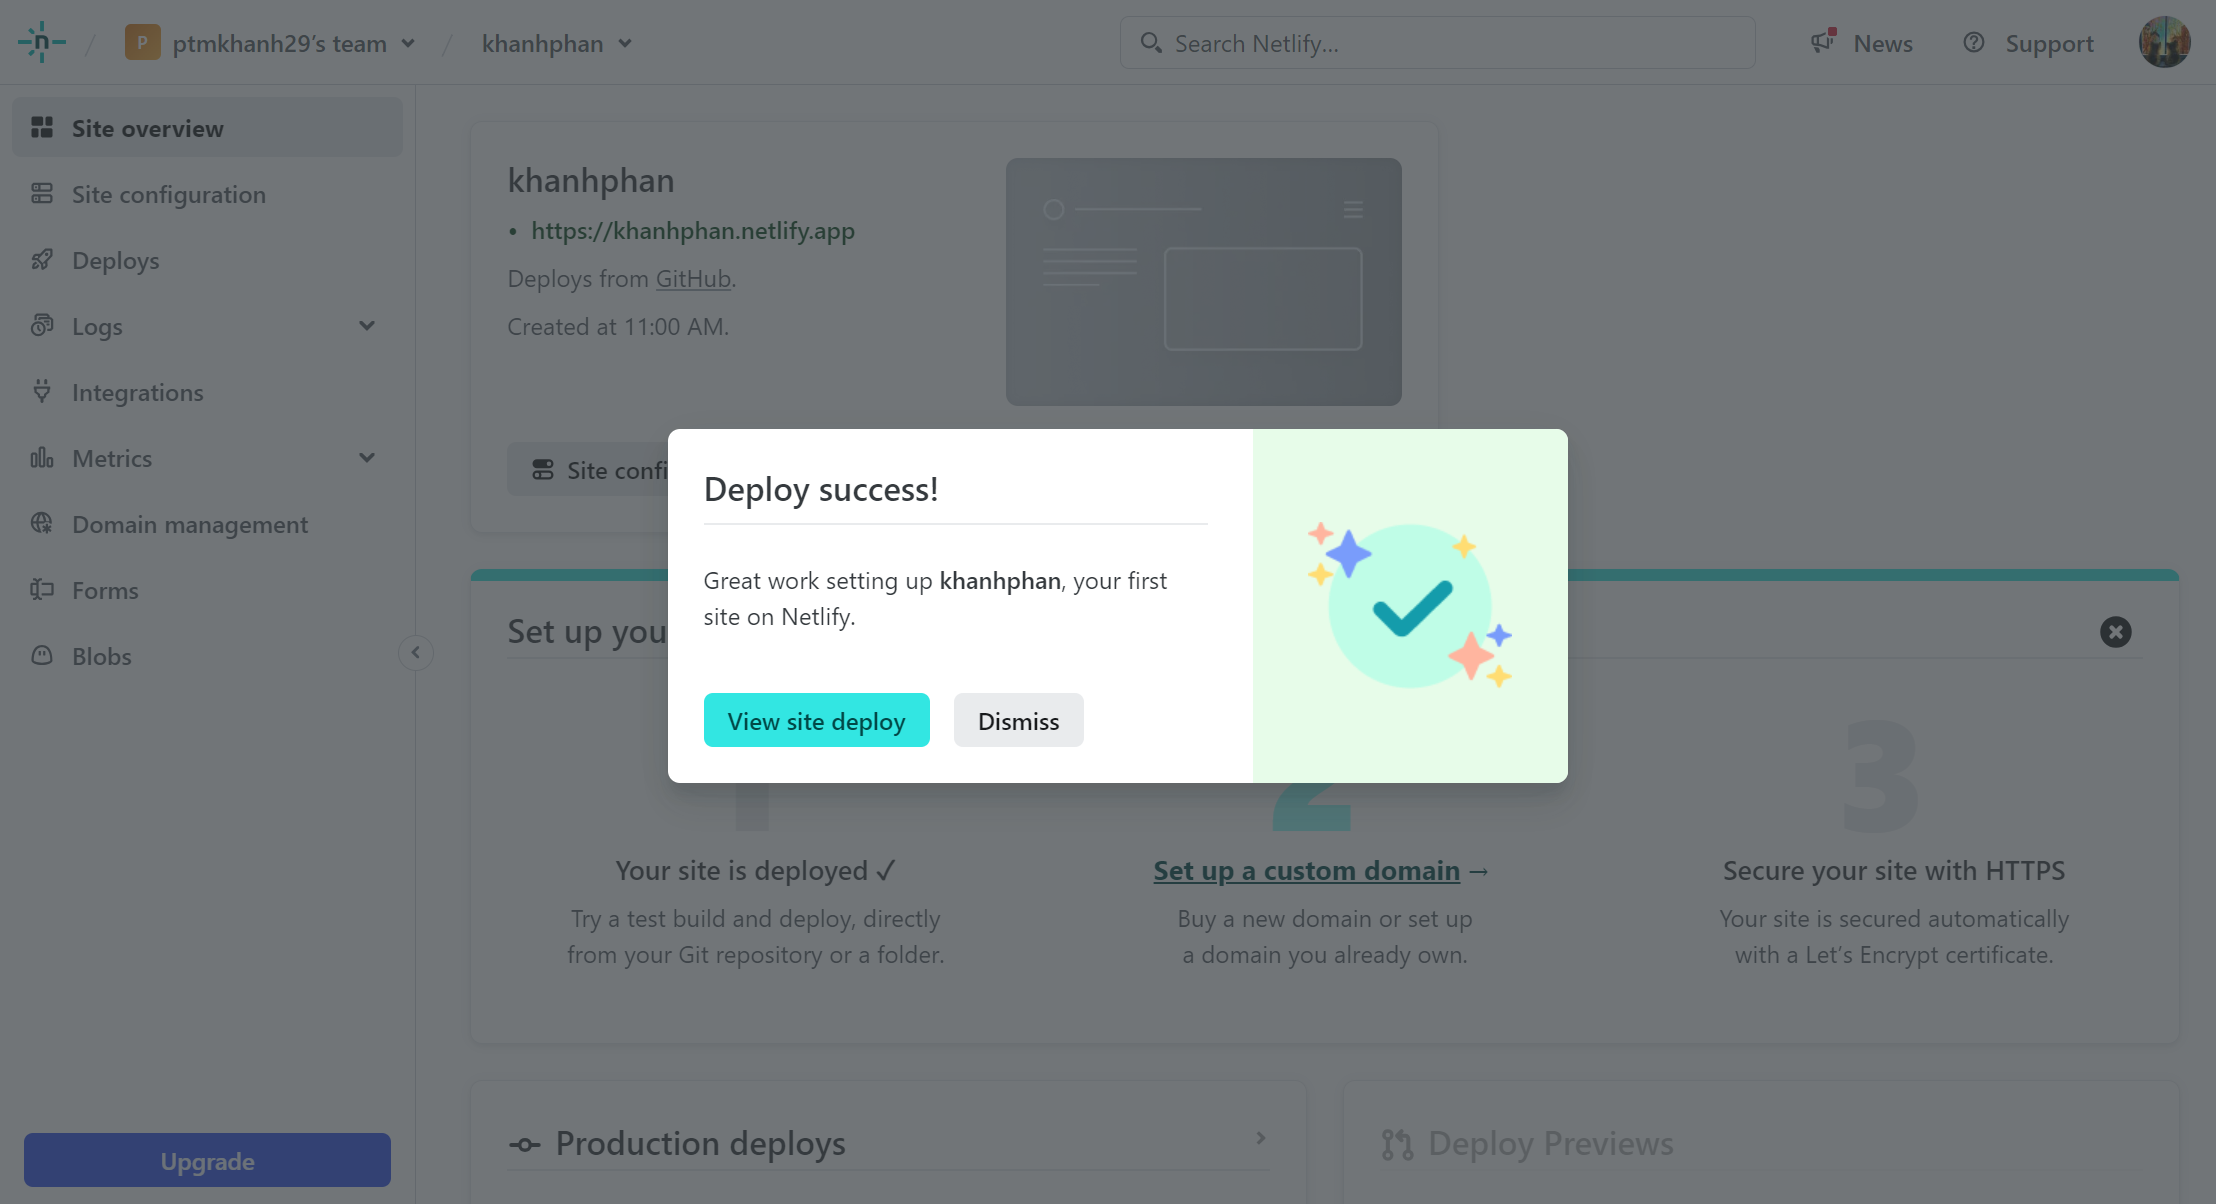 n
/
P
ptmkhanh29’s team
/
khanhphan
Search Netlify...
News
Support
Site overview
Site configuration
Deploys
Logs
Integrations
Metrics
Domain management
Forms
Blobs
Upgrade
khanhphan
• https://khanhphan.netlify.app
Deploys from GitHub.
Created at 11:00 AM.
Site confi
Deploy success!
Great work setting up khanhphan, your first
site on Netlify.
View site deploy
Dismiss
Set up you
1
2
3
Your site is deployed ✓
Try a test build and deploy, directly
from your Git repository or a folder.
Set up a custom domain →
Buy a new domain or set up
a domain you already own.
Secure your site with HTTPS
Your site is secured automatically
with a Let’s Encrypt certificate.
Production deploys
Deploy Previews